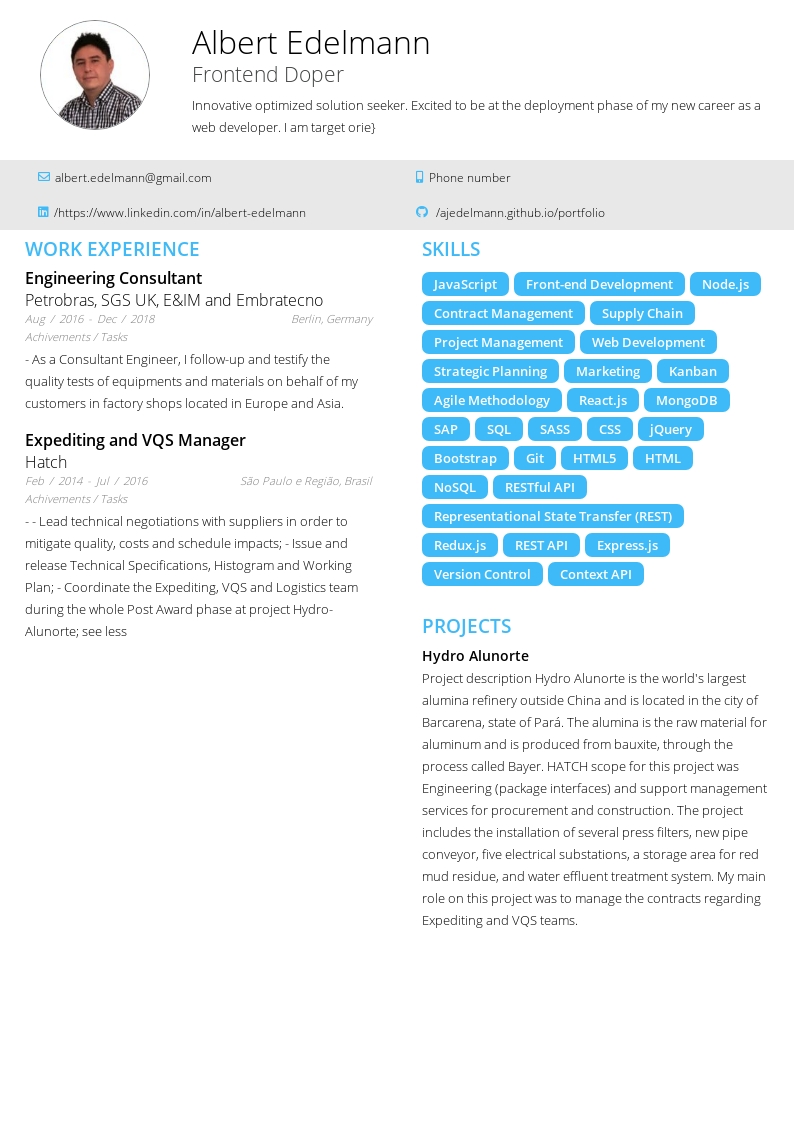 Albert Edelmann
Frontend Doper
Innovative optimized solution seeker. Excited to be at the deployment phase of my new career as a
web developer. I am target orie}
albert.edelmann@gmail.com
Phone number
/https://www.linkedin.com/in/albert-edelmann
/ajedelmann.github.io/portfolio
WORK EXPERIENCE
Engineering Consultant
Petrobras, SGS UK, E&IM and Embratecno
Aug / 2016 - Dec / 2018 Berlin, Germany
Achivements / Tasks
- As a Consultant Engineer, I follow-up and testify the
quality tests of equipments and materials on behalf of my
customers in factory shops located in Europe and Asia.
Expediting and VQS Manager
Hatch
Feb / 2014 - Jul / 2016 São Paulo e Região, Brasil
Achivements / Tasks
- - Lead technical negotiations with suppliers in order to
mitigate quality, costs and schedule impacts; - Issue and
release Technical Specifications, Histogram and Working
Plan; - Coordinate the Expediting, VQS and Logistics team
during the whole Post Award phase at project Hydro-
Alunorte; see less
SKILLS
JavaScript Front-end Development Node.js
Contract Management Supply Chain
Project Management Web Development
Strategic Planning Marketing Kanban
Agile Methodology React.js MongoDB
SAP SQL SASS CSS jQuery
Bootstrap Git HTML5 HTML
NoSQL RESTful API
Representational State Transfer (REST)
Redux.js REST API Express.js
Version Control Context API
PROJECTS
Hydro Alunorte
Project description Hydro Alunorte is the world's largest
alumina refinery outside China and is located in the city of
Barcarena, state of Pará. The alumina is the raw material for
aluminum and is produced from bauxite, through the
process called Bayer. HATCH scope for this project was
Engineering (package interfaces) and support management
services for procurement and construction. The project
includes the installation of several press filters, new pipe
conveyor, five electrical substations, a storage area for red
mud residue, and water effluent treatment system. My main
role on this project was to manage the contracts regarding
Expediting and VQS teams.